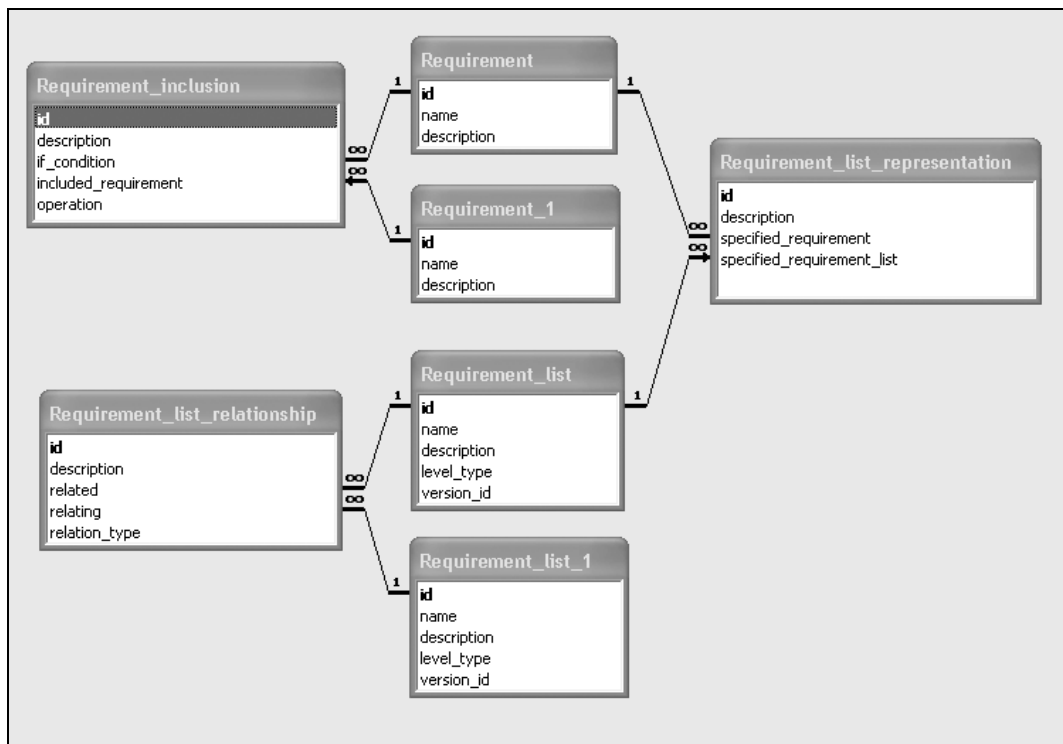 Requirement_inclusion
id
description
if_condition
included_requirement
operation
Requirement
id
name
description
Requirement_1
id
name
description
Requirement_list_representation
id
description
specified_requirement
specified_requirement_list
Requirement_list_relationship
id
description
related
relating
relation_type
Requirement_list
id
name
description
level_type
version_id
Requirement_list_1
id
name
description
level_type
version_id
1
∞
1
∞
1
∞
1
∞
1
∞
1
∞